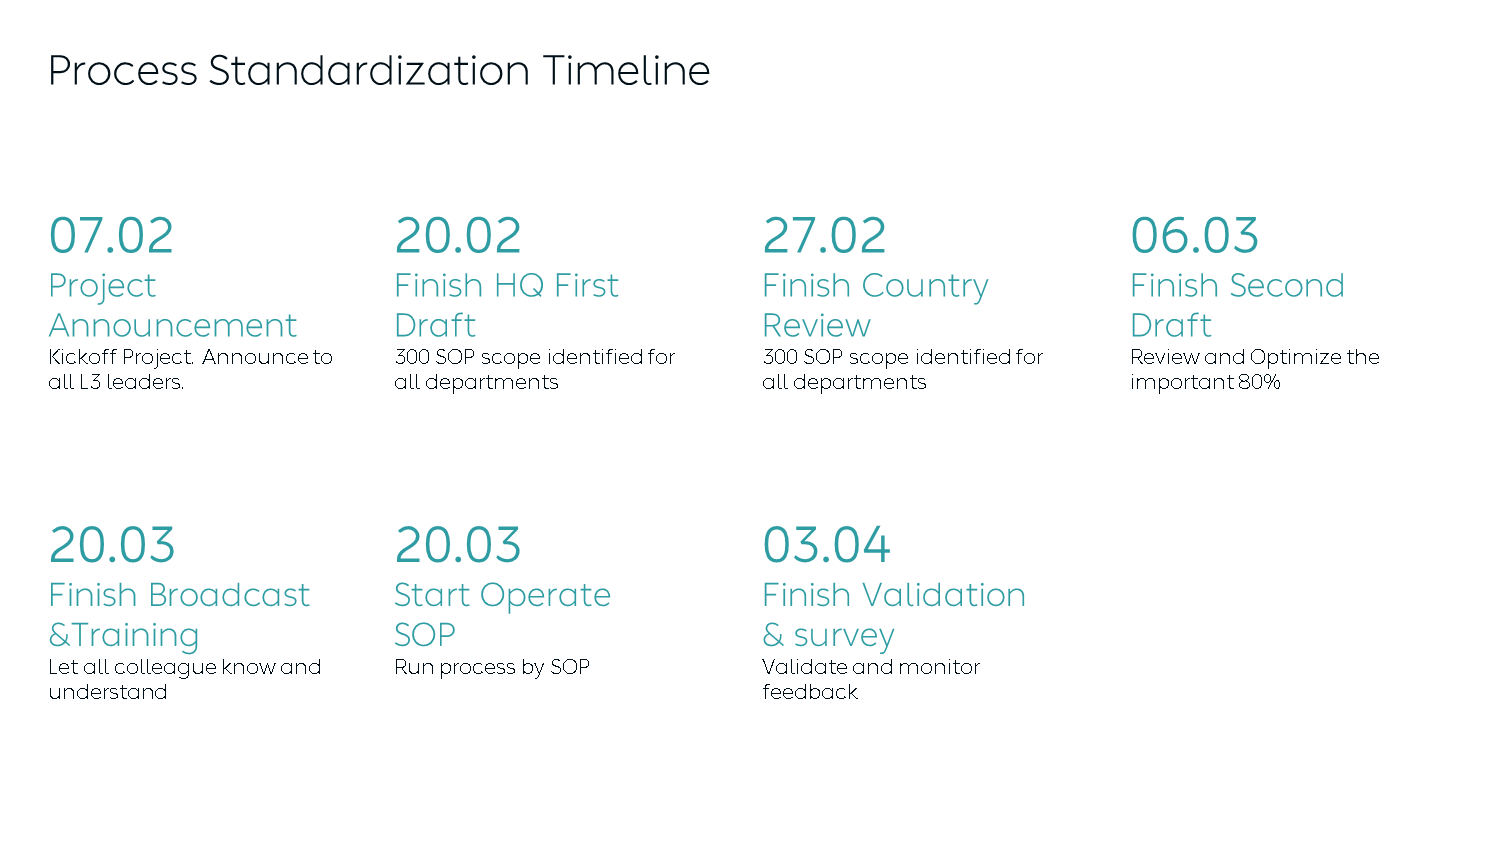 Process Standardization Timeline
07.02
Project
Announcement
Kickoff Project.  Announce to
all L3 leaders.
20.02
Finish HQ First
Draft
300 SOP scope identified for
all departments
27.02
Finish Country
Review
300 SOP scope identified for
all departments
06.03
Finish Second
Draft
Review and Optimize the
important 80%
20.03
Finish Broadcast
&Training
Let all colleague know and
understand
20.03
Start Operate
SOP
Run process by SOP
03.04
Finish Validation
& survey
Validate and monitor
feedback